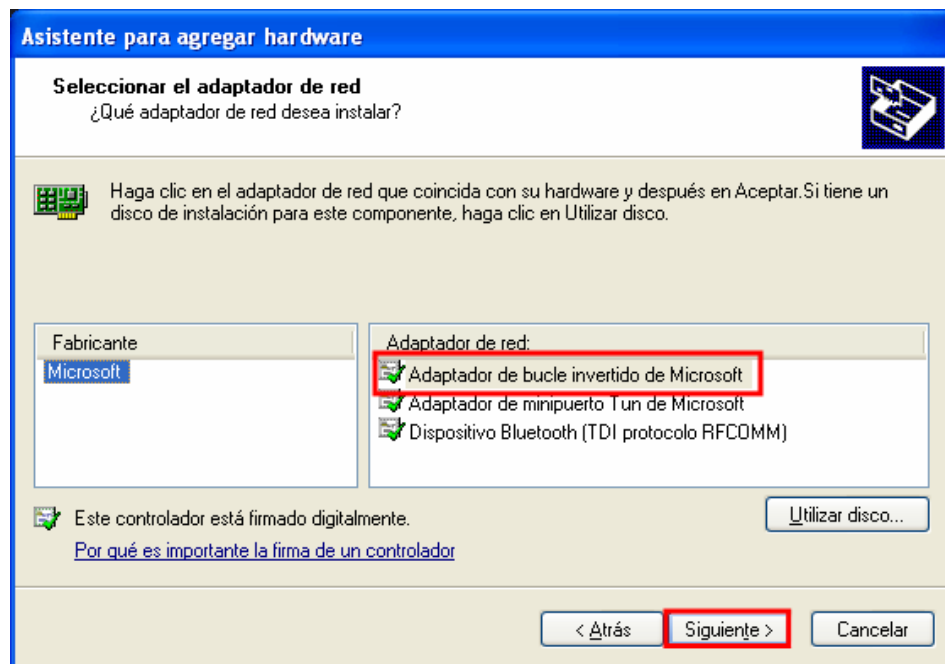 Asistente para agregar hardware
Seleccionar el adaptador de red
¿Qué adaptador de red desea instalar?
Haga clic en el adaptador de red que coincida con su hardware y después en Aceptar.Si tiene un
disco de instalación para este componente, haga clic en Utilizar disco.
Fabricante
Microsoft
Adaptador de red:
Adaptador de bucle invertido de Microsoft
Adaptador de minipuerto Tun de Microsoft
Dispositivo Bluetooth (TDI protocolo RFCOMM)
Este controlador está firmado digitalmente.
Por qué es importante la firma de un controlador
Utilizar disco...
< Atrás
Siguiente >
Cancelar